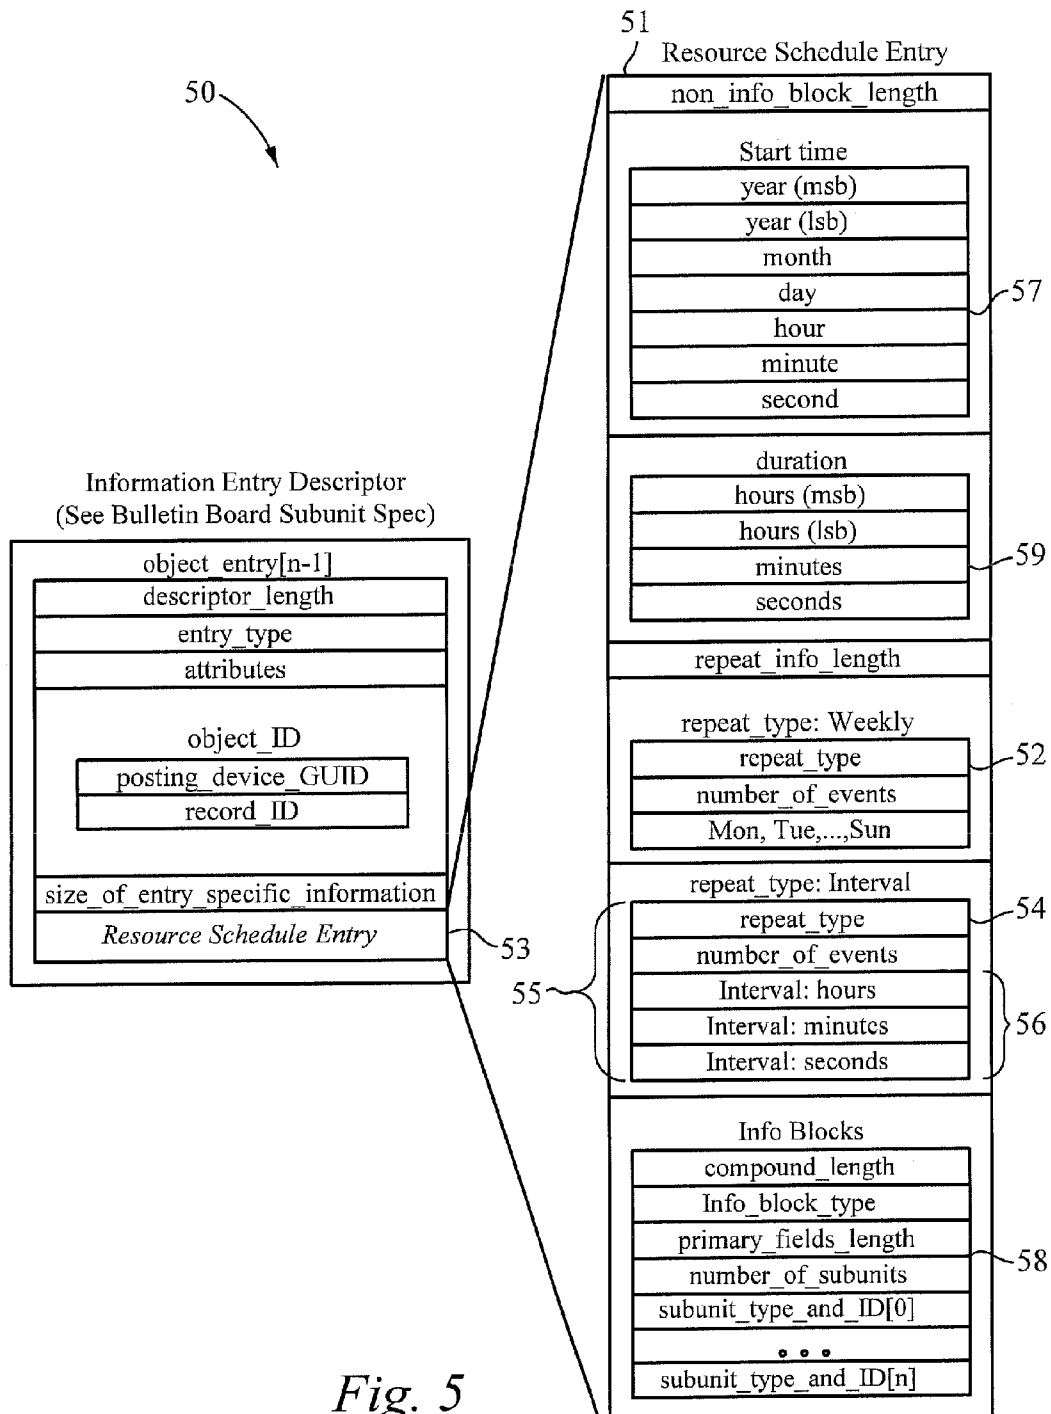 50
Information Entry Descriptor
(See Bulletin Board Subunit Spec)
object_entry[n-1]
descriptor_length
entry_type
attributes
object_ID
posting_device_GUID
record_ID
size_of_entry_specific_information
Resource Schedule Entry
53
51
Resource Schedule Entry
non_info_block_length
Start time
year (msb)
year (lsb)
month
day
hour
minute
second
57
duration
hours (msb)
hours (lsb)
minutes
seconds
59
repeat_info_length
repeat_type: Weekly
repeat_type
number_of_events
Mon, Tue,...,Sun
52
repeat_type: Interval
repeat_type
number_of_events
Interval: hours
Interval: minutes
Interval: seconds
54
55
56
Info Blocks
compound_length
Info_block_type
primary_fields_length
number_of_subunits
subunit_type_and_ID[0]
• • •
subunit_type_and_ID[n]
58
Fig. 5